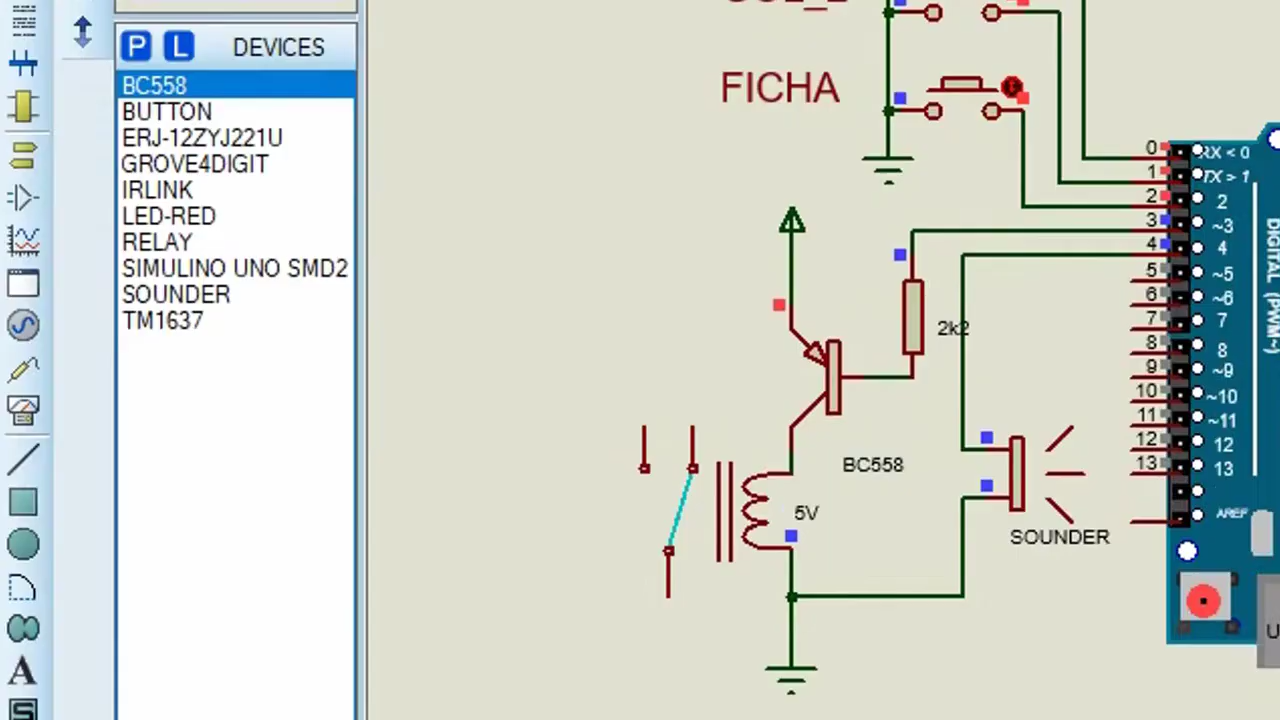 P L DEVICES
BC558
BUTTON
ERJ-12ZYJ221U
GROVE4DIGIT
IRLINK
LED-RED
RELAY
SIMULINO UNO SMD2
SOUNDER
TM1637
A
S
FICHA
2k2
BC558
5V
SOUNDER
0 RX < 0
1 TX > 1
2 2
3 ~3
4 4
5 ~5
6 ~6
7 7
8 8
9 ~9
10 ~10
11 ~11
12 12
13 13
AREF
DIGITAL (PWM~)